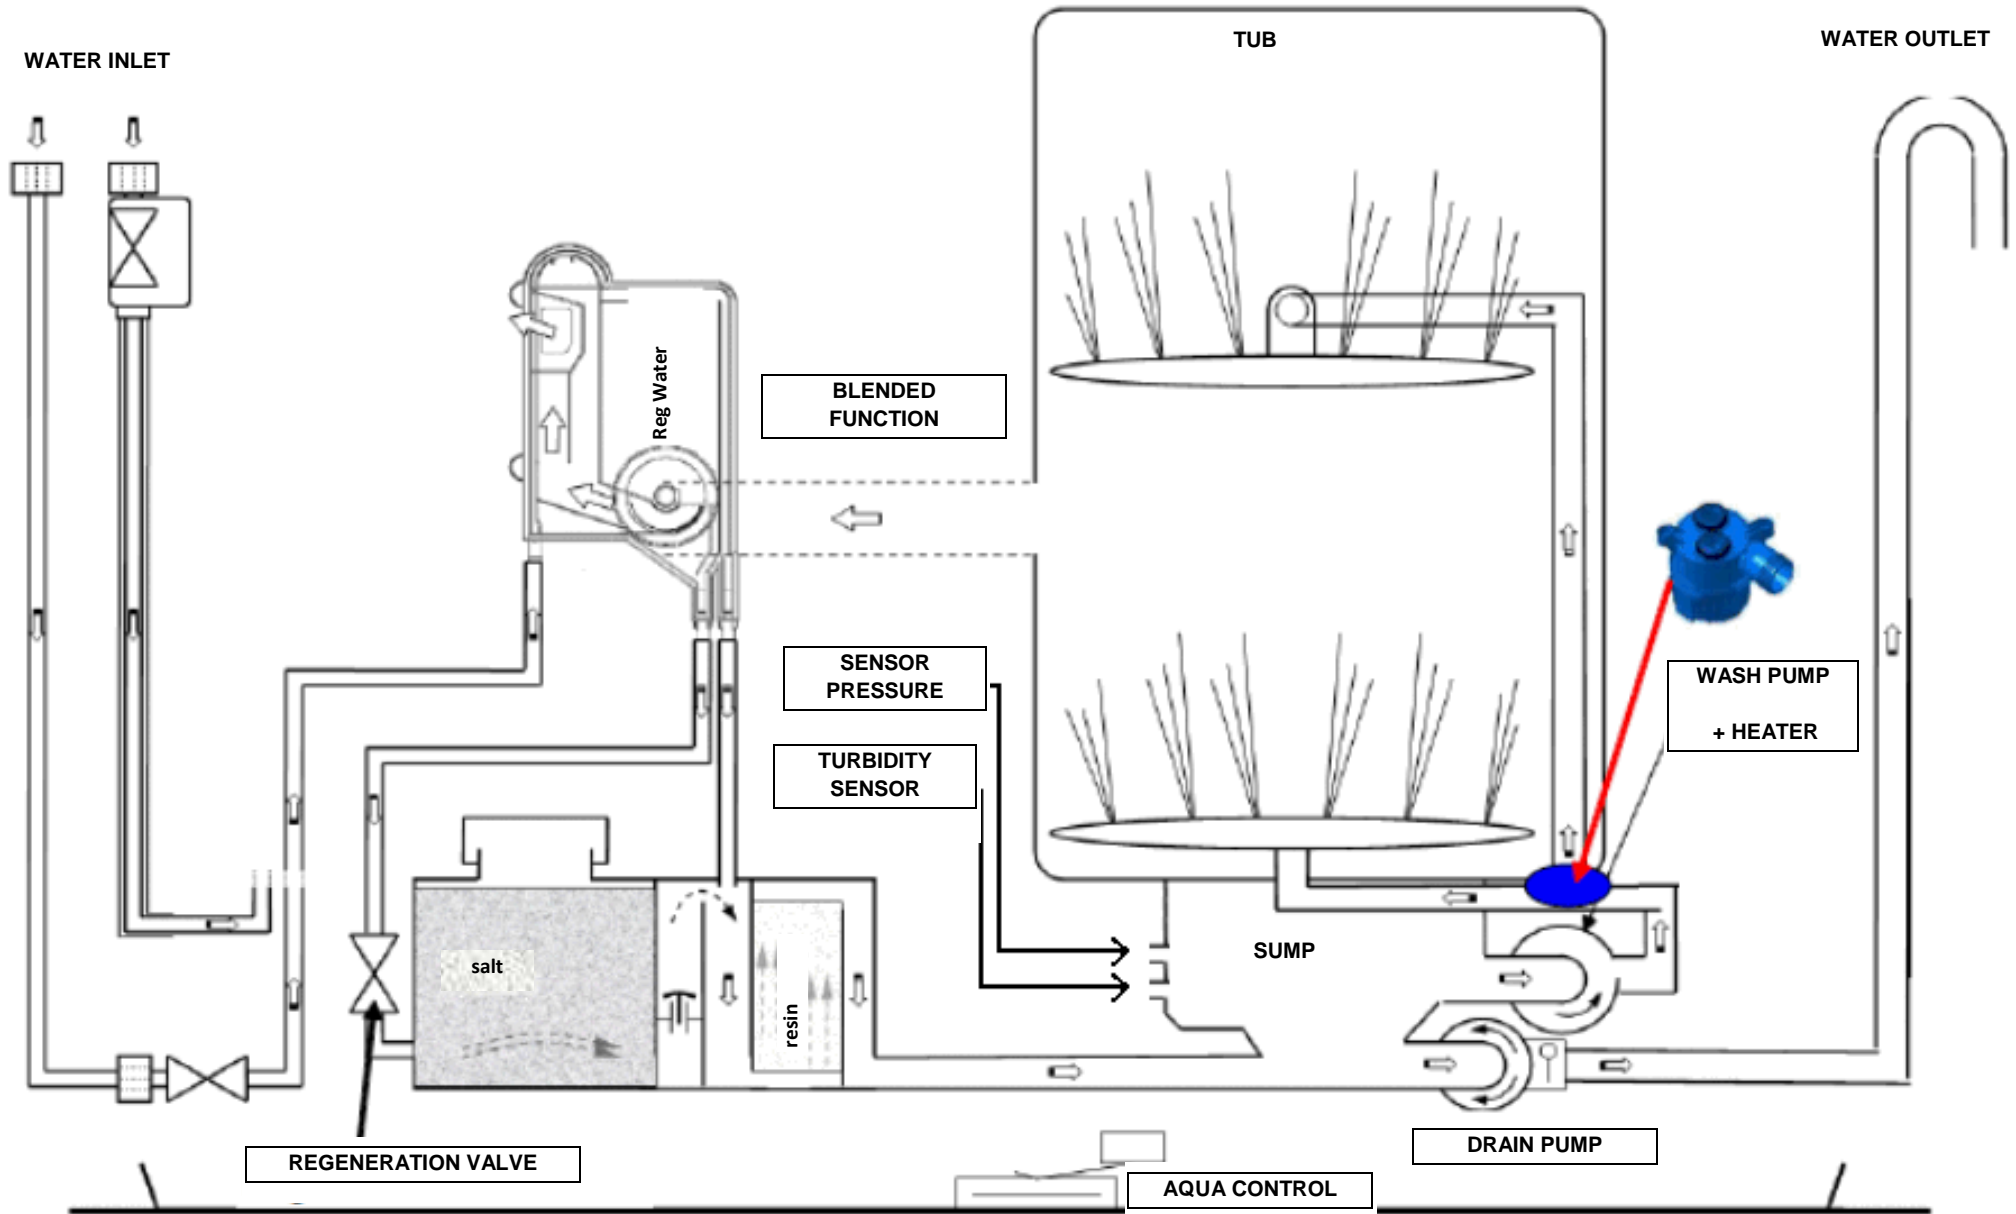 WATER INLET
TUB
WATER OUTLET
Reg Water
BLENDED
FUNCTION
SENSOR
PRESSURE
TURBIDITY
SENSOR
WASH PUMP
+ HEATER
salt
resin
SUMP
REGENERATION VALVE
DRAIN PUMP
AQUA CONTROL